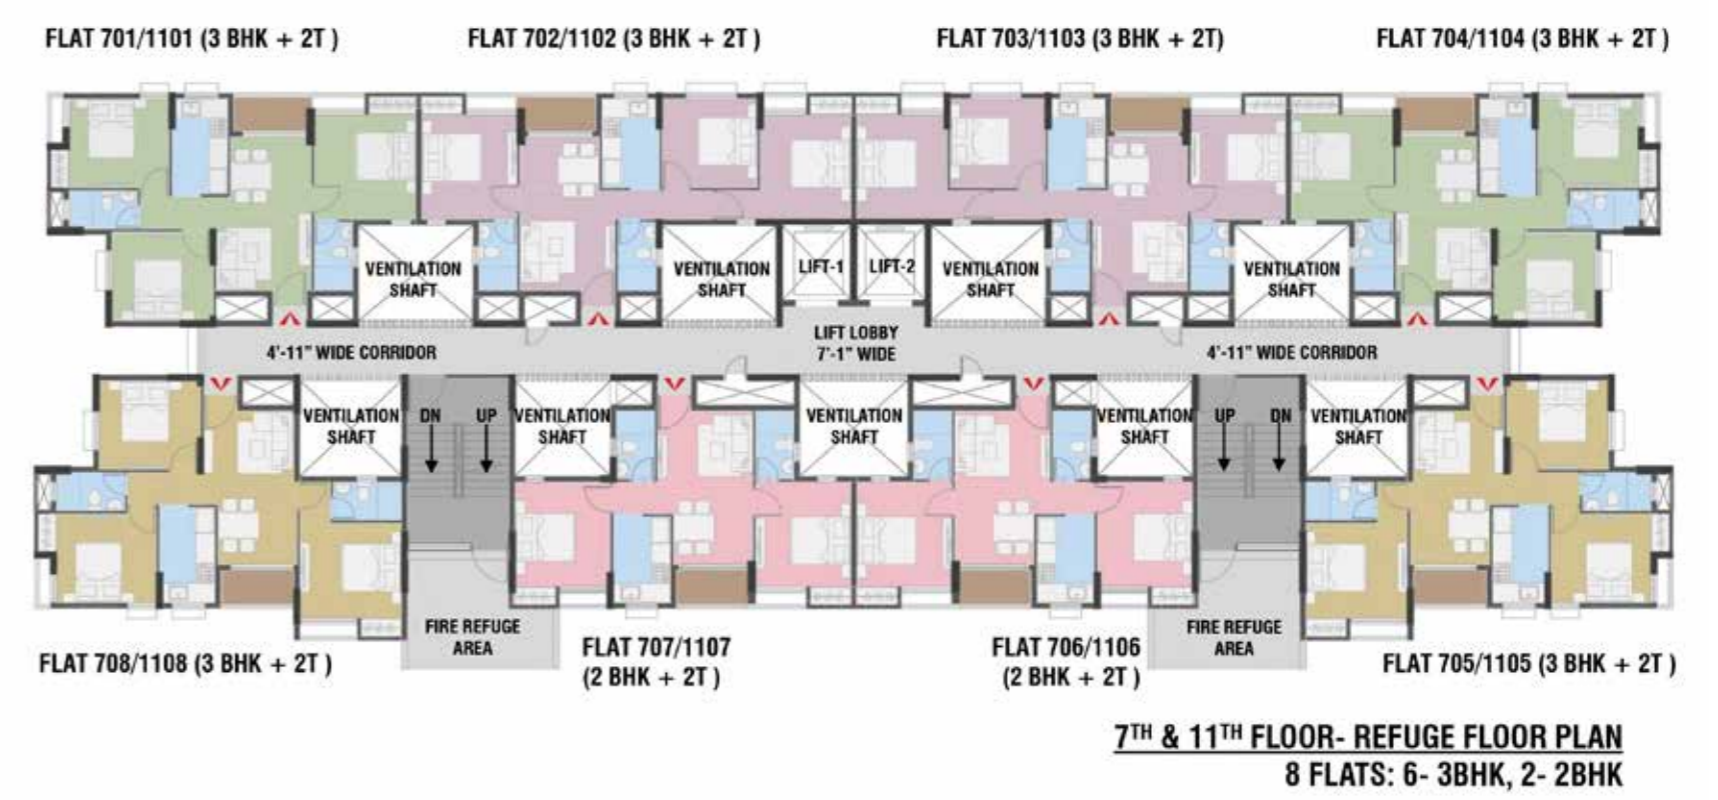 FLAT 701/1101 (3 BHK + 2T )
FLAT 702/1102 (3 BHK + 2T )
FLAT 703/1103 (3 BHK + 2T)
FLAT 704/1104 (3 BHK + 2T )
VENTILATION
SHAFT
VENTILATION
SHAFT
LIFT-1
LIFT-2
VENTILATION
SHAFT
VENTILATION
SHAFT
4'-11" WIDE CORRIDOR
LIFT LOBBY
7'-1" WIDE
4'-11" WIDE CORRIDOR
VENTILATION
SHAFT
DN
UP
VENTILATION
SHAFT
VENTILATION
SHAFT
VENTILATION
SHAFT
UP
DN
VENTILATION
SHAFT
FIRE REFUGE
AREA
FIRE REFUGE
AREA
FLAT 708/1108 (3 BHK + 2T )
FLAT 707/1107
(2 BHK + 2T )
FLAT 706/1106
(2 BHK + 2T )
FLAT 705/1105 (3 BHK + 2T )
7TH & 11TH FLOOR- REFUGE FLOOR PLAN
8 FLATS: 6- 3BHK, 2- 2BHK